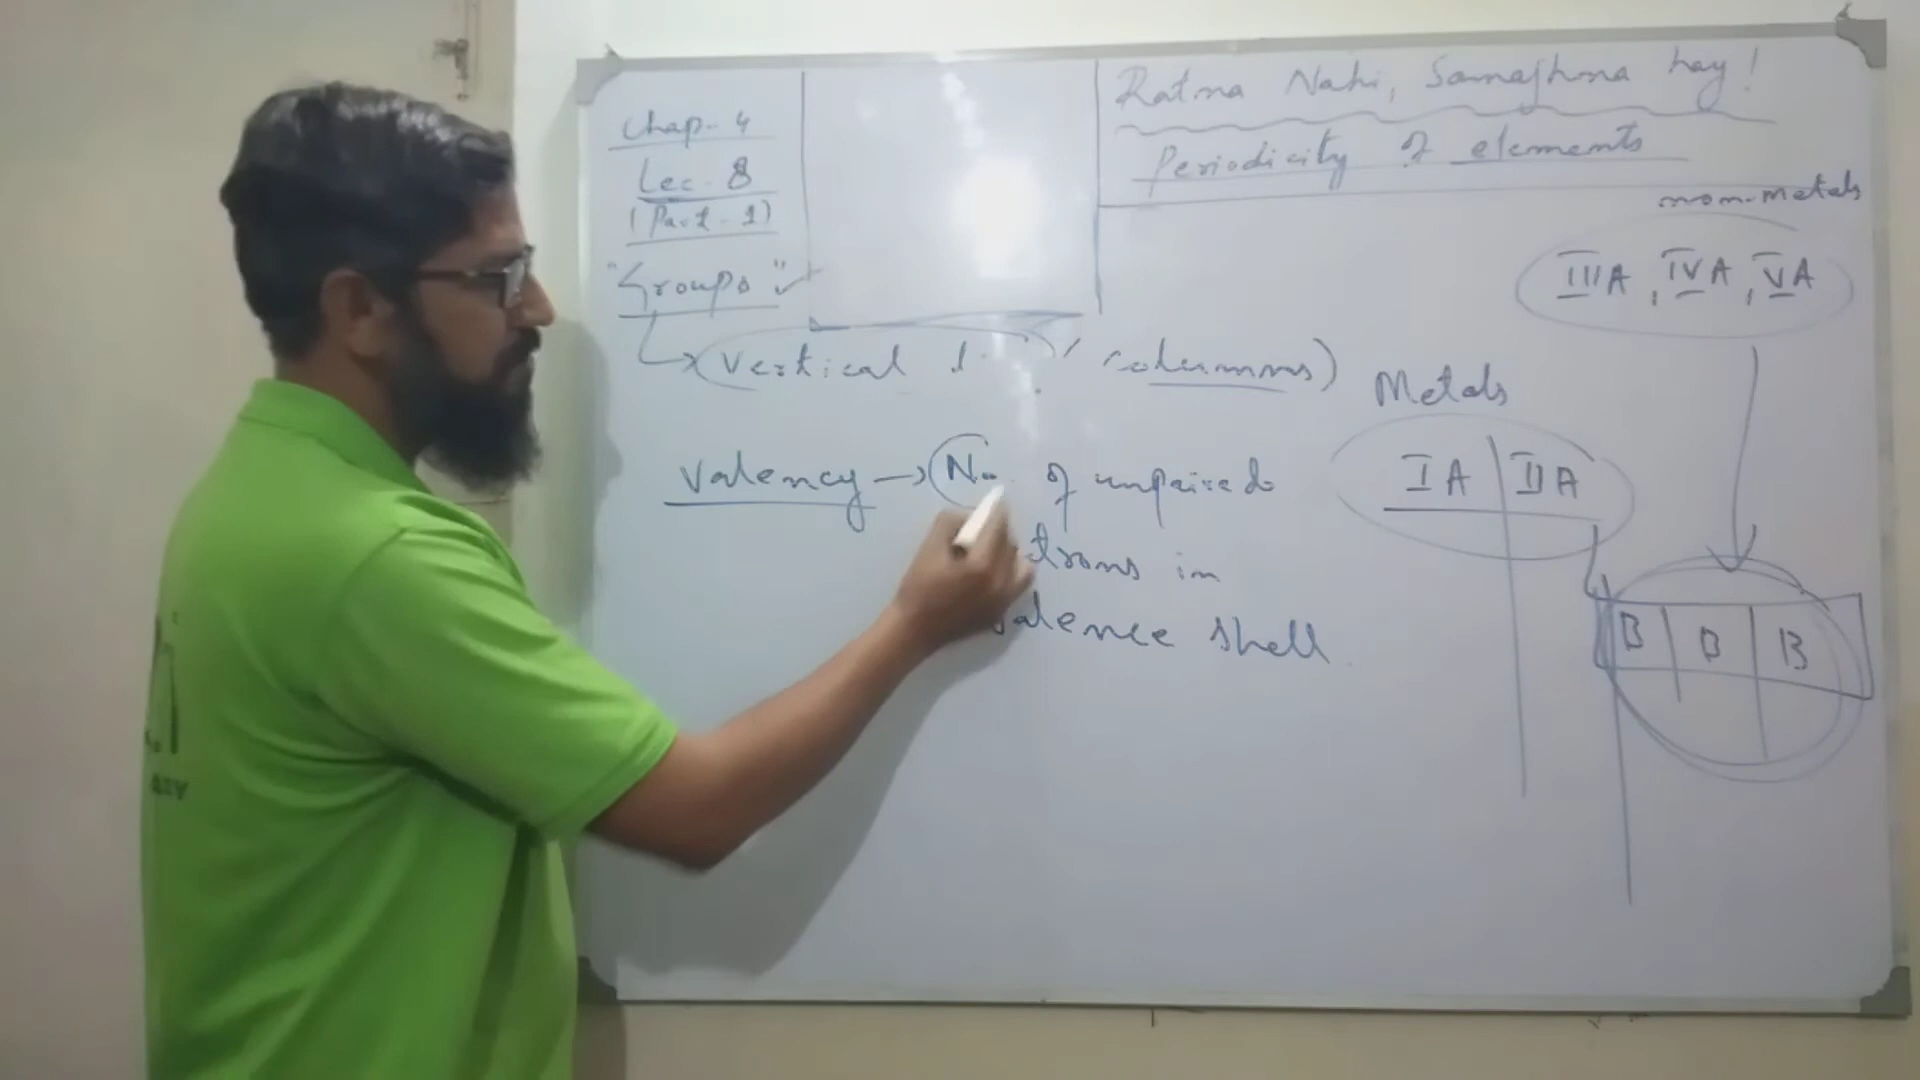 Chap- 4
Lec- 8
(Part-1)
"Groups"
Vertical columns)
Ratna Nahi, Samajhna hay!
Periodicity of elements
non-metals
IIIA, IVA, VA
Metals
IA IIA
B B B
Valency → No. of unpaired
trons in
valence shell